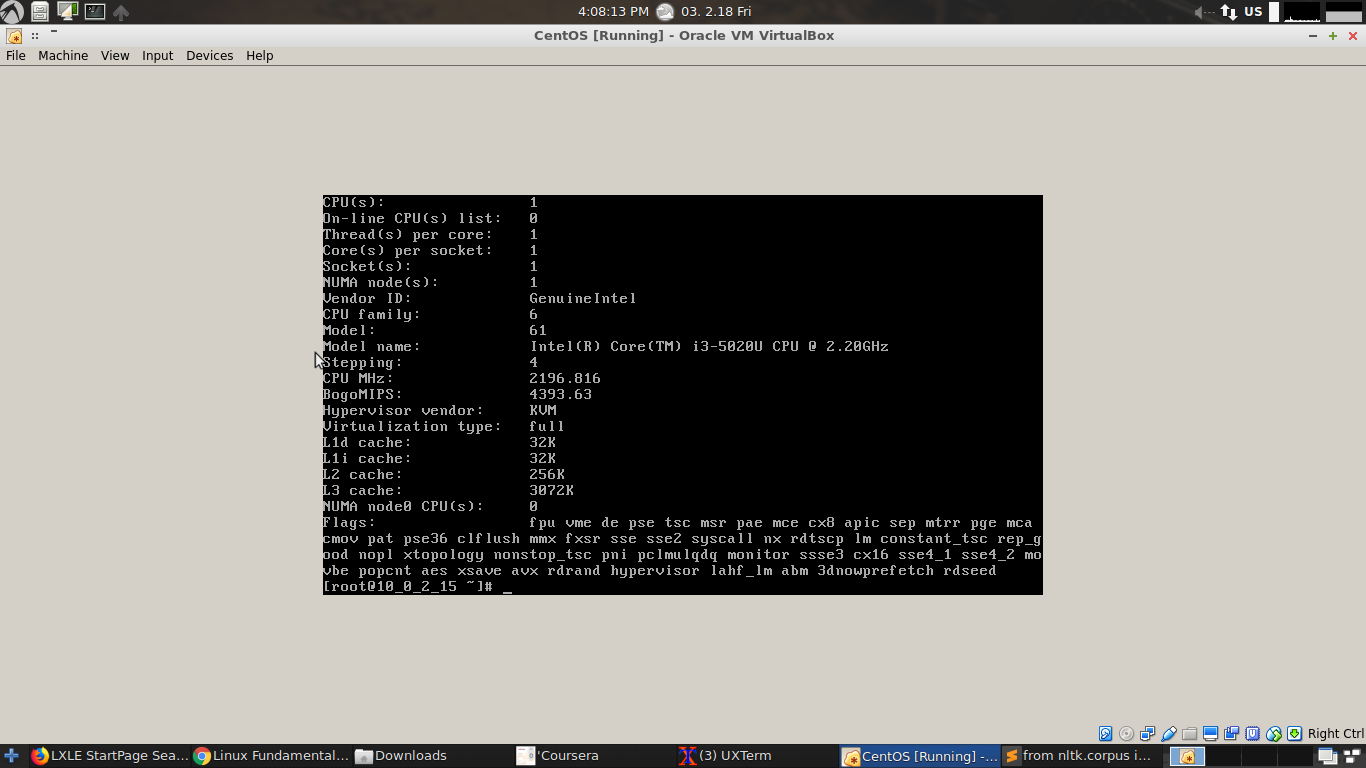 4:08:13 PM 03. 2.18 Fri US
CentOS [Running] - Oracle VM VirtualBox
File Machine View Input Devices Help
CPU(s): 1
On-line CPU(s) list: 0
Thread(s) per core: 1
Core(s) per socket: 1
Socket(s): 1
NUMA node(s): 1
Vendor ID: GenuineIntel
CPU family: 6
Model: 61
Model name: Intel(R) Core(TM) i3-5020U CPU @ 2.20GHz
Stepping: 4
CPU MHz: 2196.816
BogoMIPS: 4393.63
Hypervisor vendor: KVM
Virtualization type: full
L1d cache: 32K
L1i cache: 32K
L2 cache: 256K
L3 cache: 3072K
NUMA node0 CPU(s): 0
Flags: fpu vme de pse tsc msr pae mce cx8 apic sep mtrr pge mca
cmov pat pse36 clflush mmx fxsr sse sse2 syscall nx rdtscp lm constant_tsc rep_g
ood nopl xtopology nonstop_tsc pni pclmulqdq monitor ssse3 cx16 sse4_1 sse4_2 mo
vbe popcnt aes xsave avx rdrand hypervisor lahf_lm abm 3dnowprefetch rdseed
[root@10_0_2_15 ~]# _
Right Ctrl
LXLE StartPage Sea... Linux Fundamental... Downloads 'Coursera (3) UXTerm CentOS [Running] -... from nltk.corpus i...